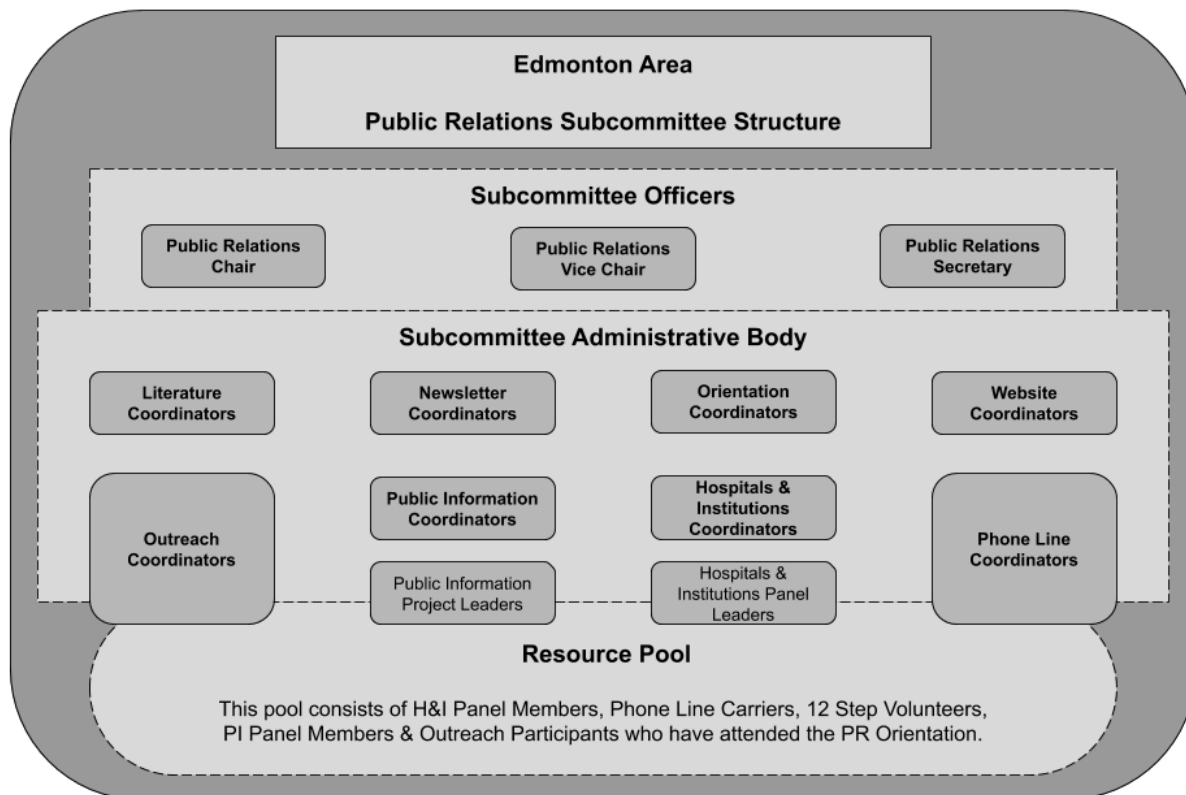 Edmonton Area
Public Relations Subcommittee Structure
Subcommittee Officers
Public Relations
Chair
Public Relations
Vice Chair
Public Relations
Secretary
Subcommittee Administrative Body
Literature
Coordinators
Newsletter
Coordinators
Orientation
Coordinators
Website
Coordinators
Outreach
Coordinators
Public Information
Coordinators
Hospitals &
Institutions
Coordinators
Phone Line
Coordinators
Public Information
Project Leaders
Hospitals &
Institutions Panel
Leaders
Resource Pool
This pool consists of H&I Panel Members, Phone Line Carriers, 12 Step Volunteers,
PI Panel Members & Outreach Participants who have attended the PR Orientation.